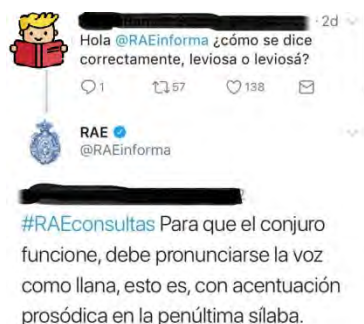 · 2d
Hola @RAEinforma ¿cómo se dice
correctamente, leviosa o leviosá?
1 57 138
RAE
@RAEinforma
#RAEconsultas Para que el conjuro
funcione, debe pronunciarse la voz
como llana, esto es, con acentuación
prosódica en la penúltima sílaba.